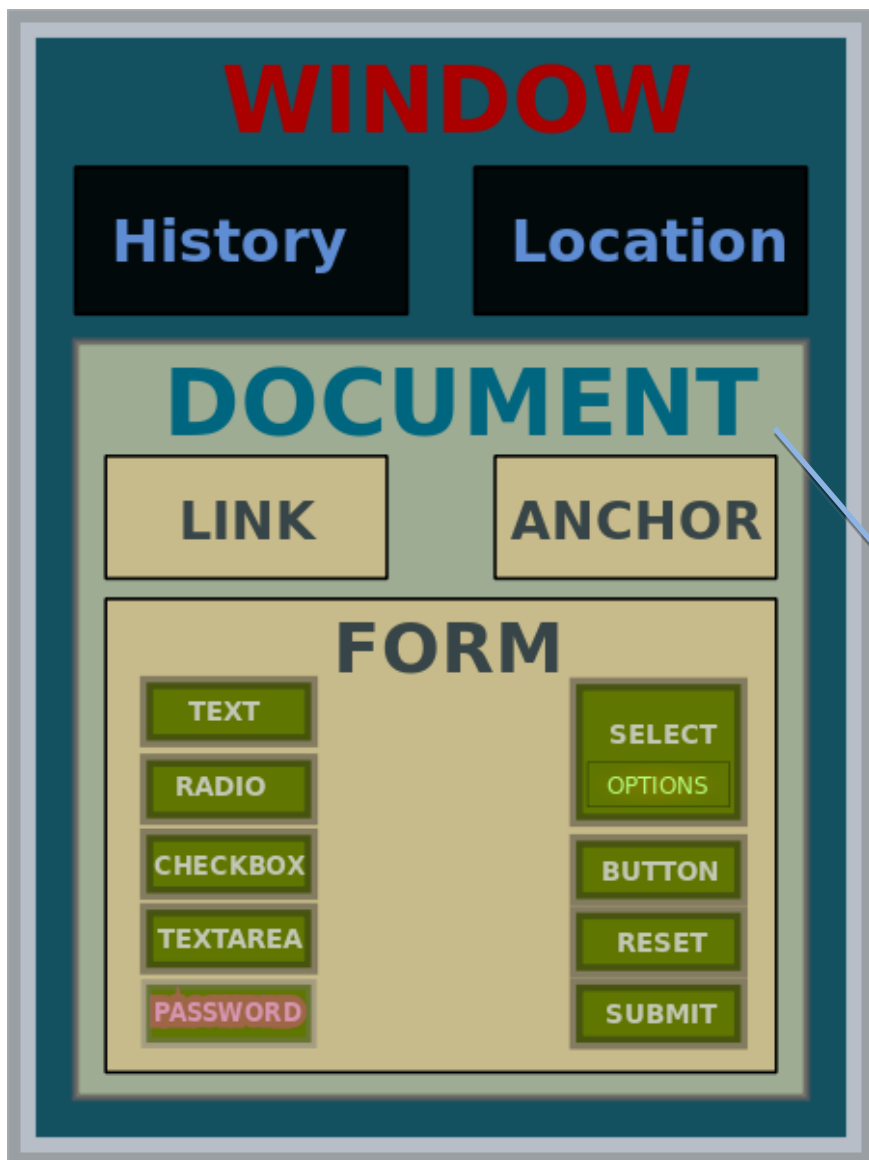 WINDOW
History
Location
DOCUMENT
LINK
ANCHOR
FORM
TEXT
RADIO
CHECKBOX
TEXTAREA
PASSWORD
SELECT
OPTIONS
BUTTON
RESET
SUBMIT